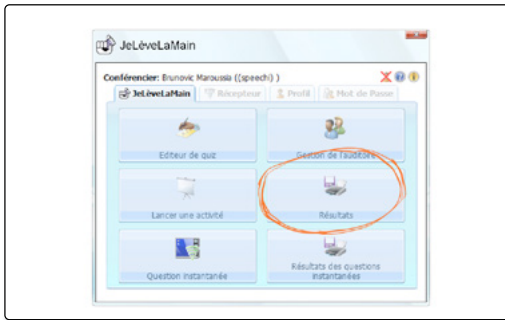 JeLèveLaMain
Conférencier: Brunovic Maroussia ((speechi) )
JeLèveLaMain Récepteur Profil Mot de Passe
Editeur de quiz Gestion de l'auditoire
Lancer une activité Résultats
Question instantanée Résultats des questions
instantanées